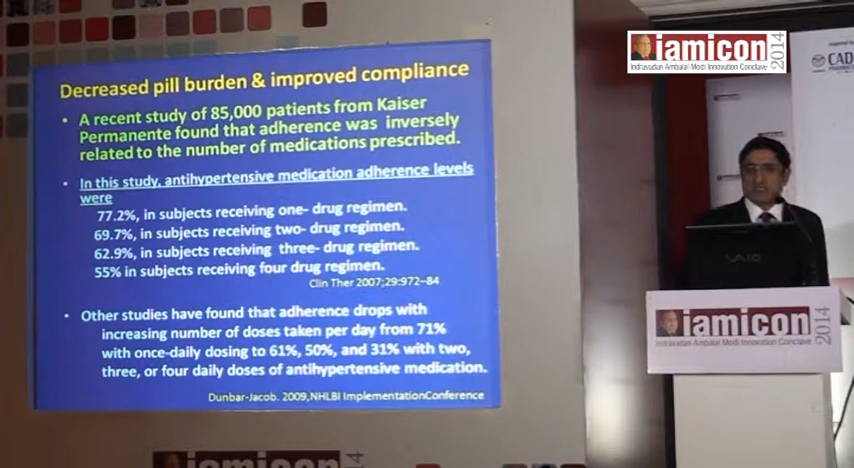 Decreased pill burden & improved compliance
• A recent study of 85,000 patients from Kaiser
Permanente found that adherence was inversely
related to the number of medications prescribed.
• In this study, antihypertensive medication adherence levels
were
77.2%, in subjects receiving one- drug regimen.
69.7%, in subjects receiving two- drug regimen.
62.9%, in subjects receiving three- drug regimen.
55% in subjects receiving four drug regimen.
Clin Ther 2007;29:972–84
• Other studies have found that adherence drops with
increasing number of doses taken per day from 71%
with once-daily dosing to 61%, 50%, and 31% with two,
three, or four daily doses of antihypertensive medication.
Dunbar-Jacob. 2009,NHLBI ImplementationConference
iamicon 2014
Indravadan Ambalal Modi Innovation Conclave
CAD
VAIO
iamicon 2014
Indravadan Ambalal Modi Innovation Conclave
iamicon